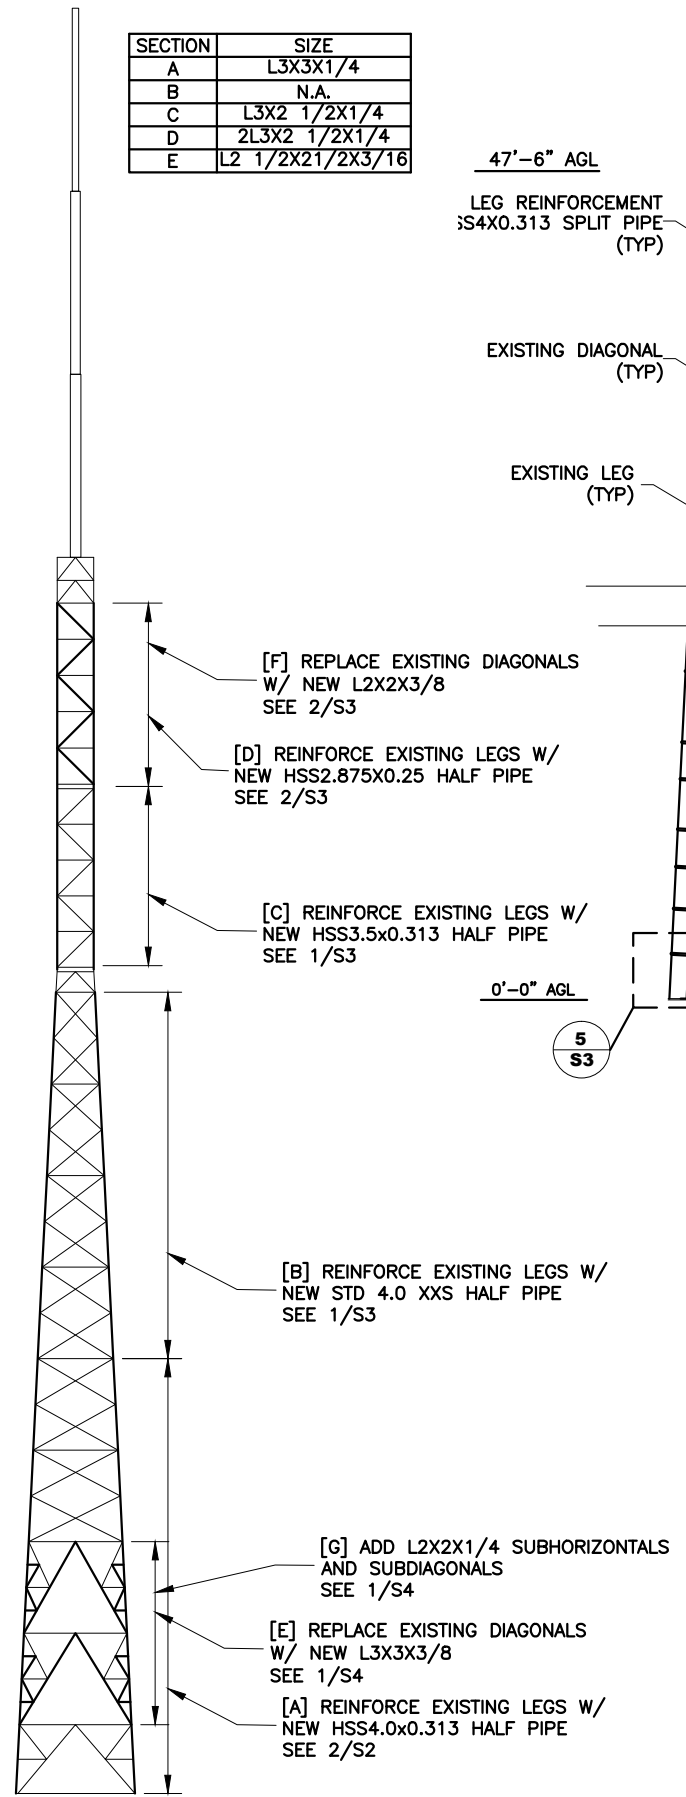 SECTION SIZE
A L3X3X1/4
B N.A.
C L3X2 1/2X1/4
D 2L3X2 1/2X1/4
E L2 1/2X21/2X3/16
47'-6" AGL
LEG REINFORCEMENT
SS4X0.313 SPLIT PIPE
(TYP)
EXISTING DIAGONAL
(TYP)
EXISTING LEG
(TYP)
[F] REPLACE EXISTING DIAGONALS
W/ NEW L2X2X3/8
SEE 2/S3
[D] REINFORCE EXISTING LEGS W/
NEW HSS2.875X0.25 HALF PIPE
SEE 2/S3
[C] REINFORCE EXISTING LEGS W/
NEW HSS3.5x0.313 HALF PIPE
SEE 1/S3
0'-0" AGL
5
S3
[B] REINFORCE EXISTING LEGS W/
NEW STD 4.0 XXS HALF PIPE
SEE 1/S3
[G] ADD L2X2X1/4 SUBHORIZONTALS
AND SUBDIAGONALS
SEE 1/S4
[E] REPLACE EXISTING DIAGONALS
W/ NEW L3X3X3/8
SEE 1/S4
[A] REINFORCE EXISTING LEGS W/
NEW HSS4.0x0.313 HALF PIPE
SEE 2/S2